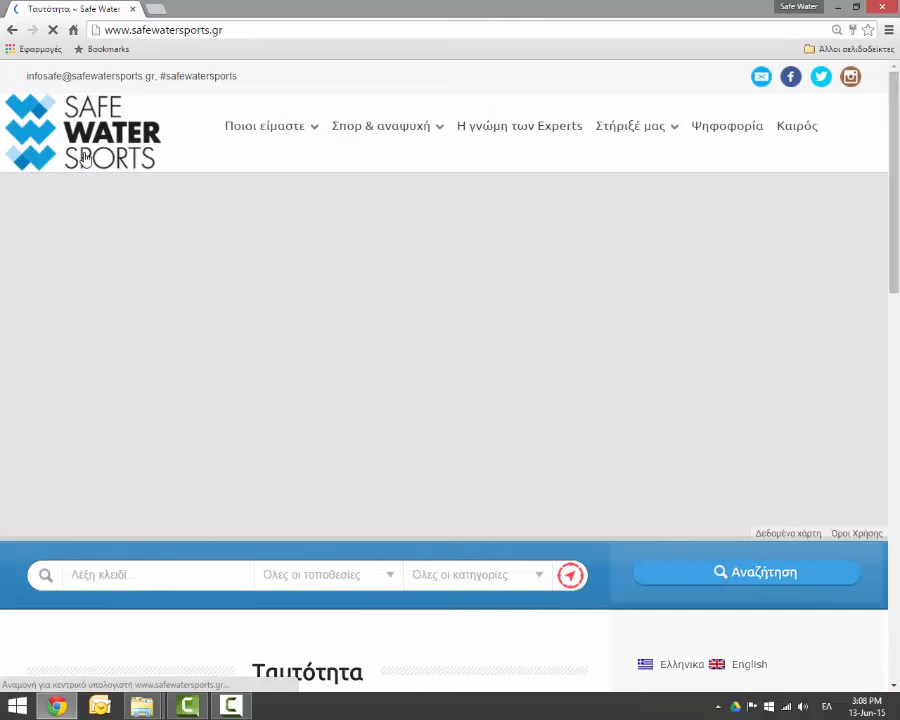 Ταυτότητα ~ Safe Water
Safe Water
www.safewatersports.gr
Εφαρμογές
Bookmarks
Άλλοι σελιδοδείκτες
infosafe@safewatersports.gr, #safewatersports
SAFE
WATER
SPORTS
Ποιοι είμαστε
Σπορ & αναψυχή
Η γνώμη των Experts
Στήριξέ μας
Ψηφοφορία
Καιρός
Δεδομένα χάρτη
Όροι Χρήσης
Λέξη κλειδί...
Όλες οι τοποθεσίες
Όλες οι κατηγορίες
Αναζήτηση
Ταυτότητα
Ελληνικα
English
Αναμονή για κεντρικό υπολογιστή www.safewatersports.gr...
ΕΛ
3:08 PM
13-Jun-15